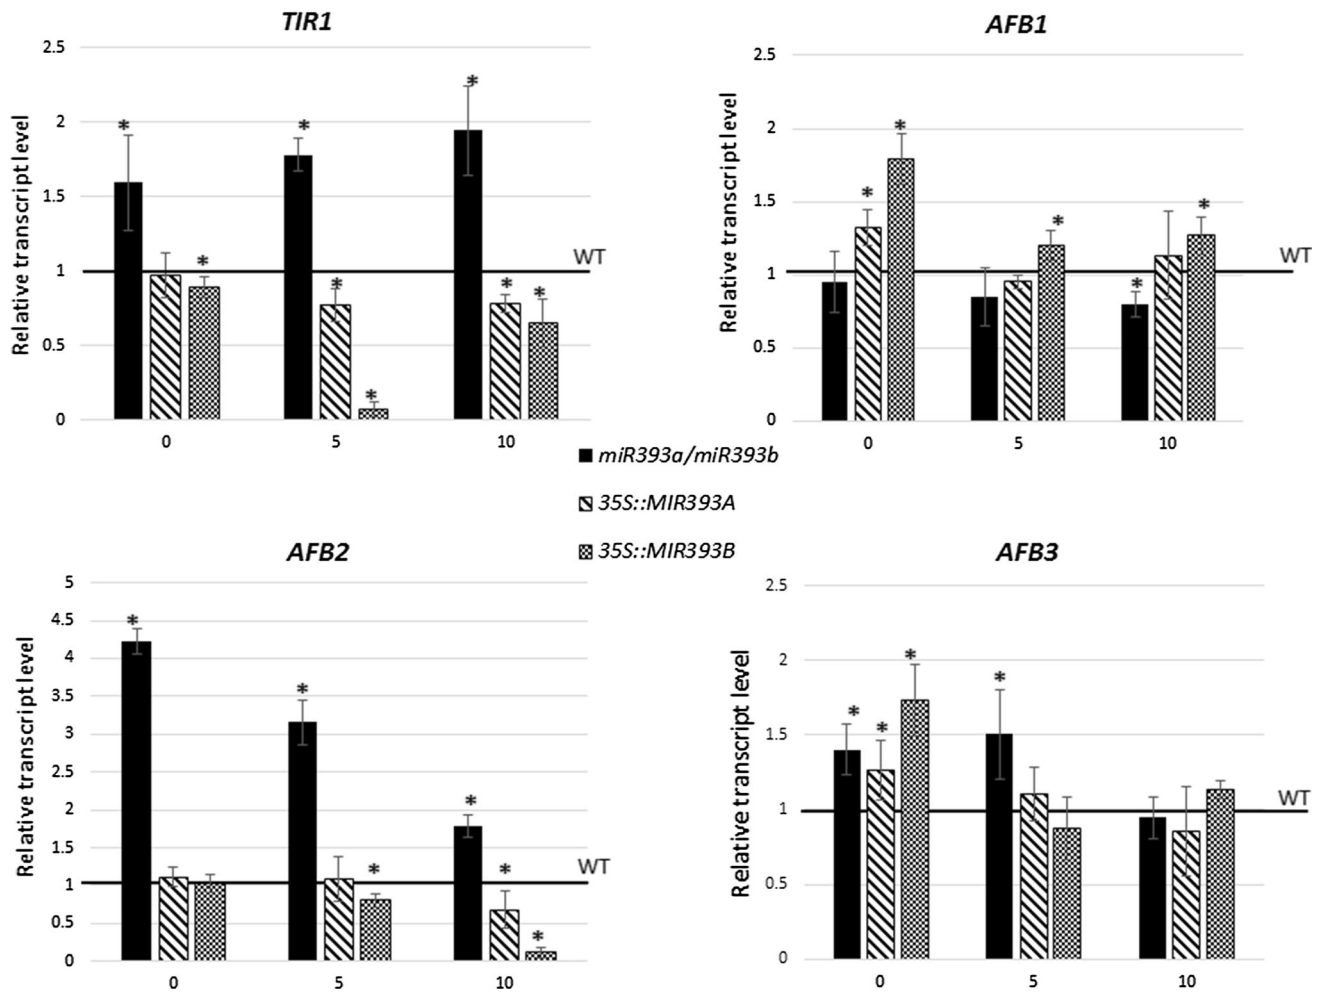 TIR1
2.5
2
1.5
1
0.5
0
Relative transcript level
WT
* * * * * * * *
0 5 10
AFB1
2.5
2
1.5
1
0.5
0
Relative transcript level
WT
* * * * *
0 5 10
miR393a/miR393b
35S::MIR393A
35S::MIR393B
AFB2
5
4.5
4
3.5
3
2.5
2
1.5
1
0.5
0
Relative transcript level
WT
* * * * * *
0 5 10
AFB3
2.5
2
1.5
1
0.5
0
Relative transcript level
WT
* * * *
0 5 10